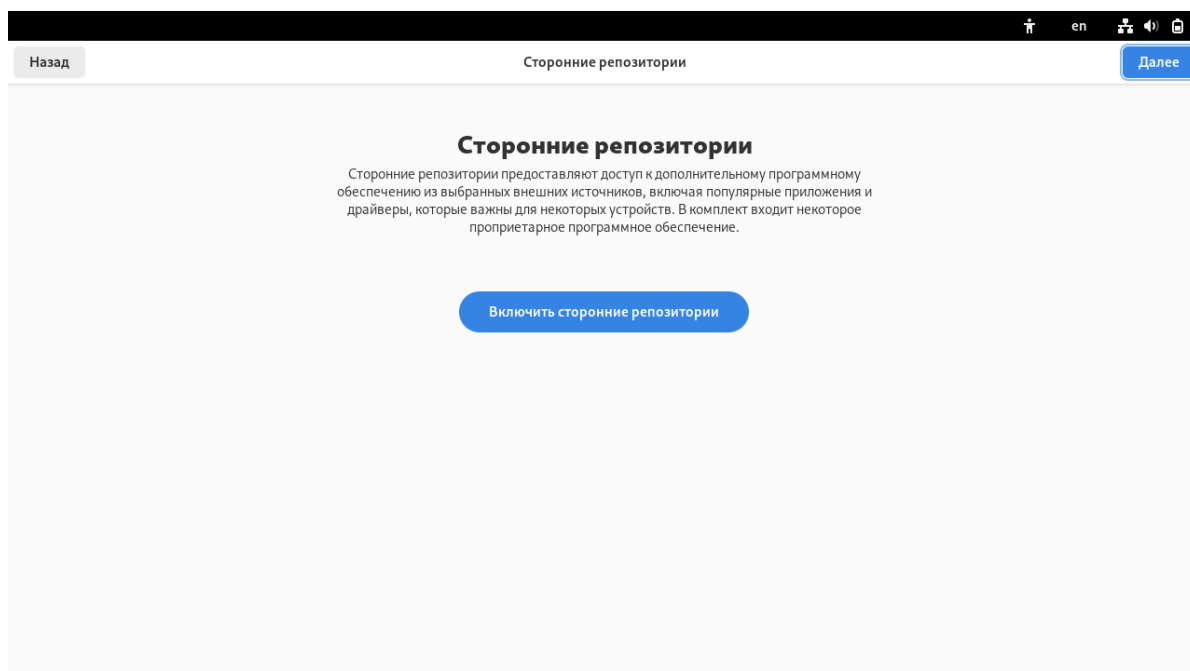 en
Назад
Сторонние репозитории
Далее
Сторонние репозитории
Сторонние репозитории предоставляют доступ к дополнительному программному
обеспечению из выбранных внешних источников, включая популярные приложения и
драйверы, которые важны для некоторых устройств. В комплект входит некоторое
проприетарное программное обеспечение.
Включить сторонние репозитории